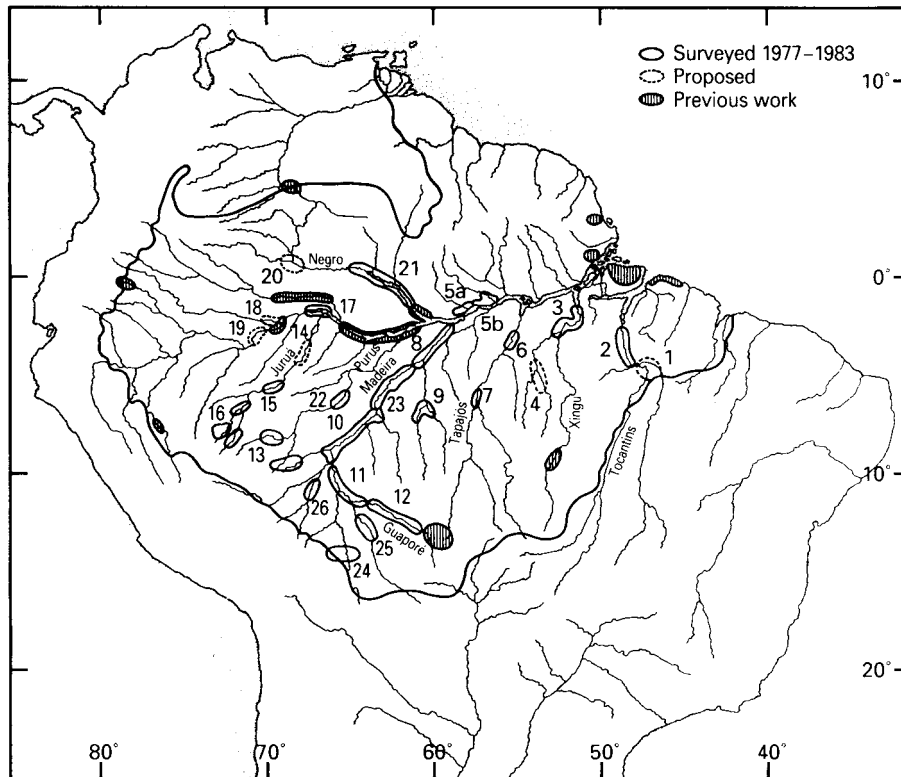 Surveyed 1977–1983
Proposed
Previous work
10°
0°
10°
20°
80°
70°
60°
50°
40°
Negro
20
21
18
17
19
14
8
5a
5b
3
6
2
1
4
Juruá
Purus
Madeira
15
22
16
10
23
9
7
Tapajós
Xingu
Tocantins
13
11
12
26
Guaporé
25
24